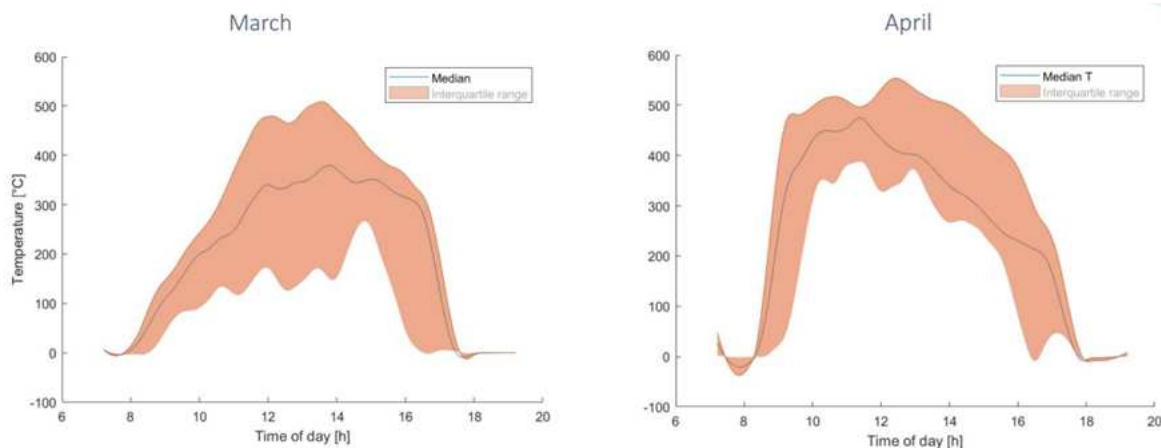 March
600
500
400
300
200
100
0
-100
Temperature [°C]
6 8 10 12 14 16 18 20
Time of day [h]
Median
Interquartile range
April
600
500
400
300
200
100
0
-100
6 8 10 12 14 16 18 20
Time of day [h]
Median T
Interquartile range